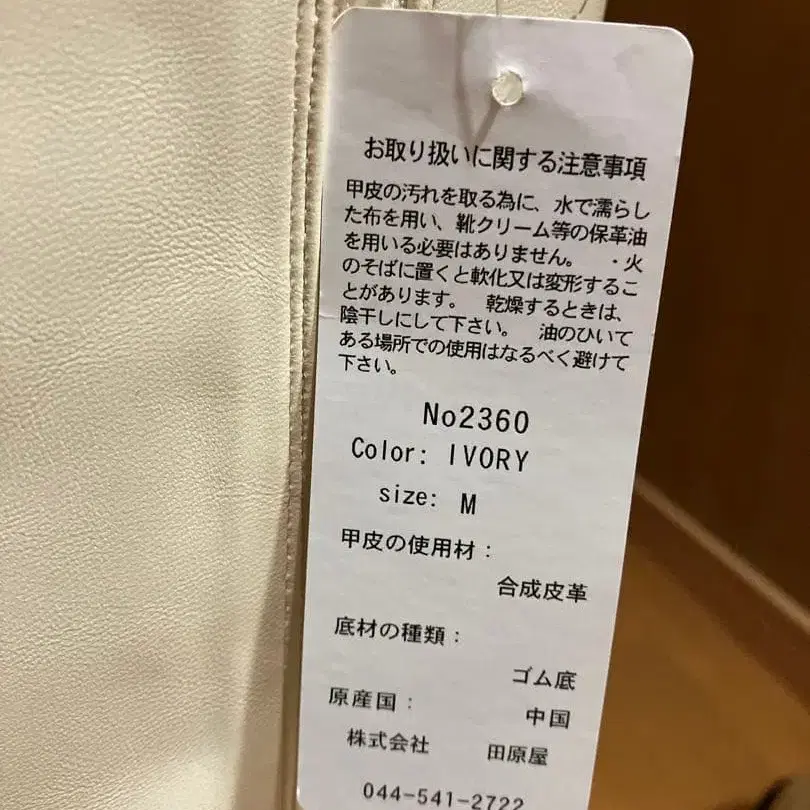 お取り扱いに関する注意事項
甲皮の汚れを取る為に、水で濡らし
た布を用い、靴クリーム等の保革油
を用いる必要はありません。　・火
のそばに置くと軟化又は変形するこ
とがあります。　乾燥するときは、
陰干しにして下さい。　油のひいて
ある場所での使用はなるべく避けて
下さい。
No2360
Color: IVORY
size: M
甲皮の使用材：
合成皮革
底材の種類：
ゴム底
原産国：
中国
株式会社　田原屋
044-541-2722